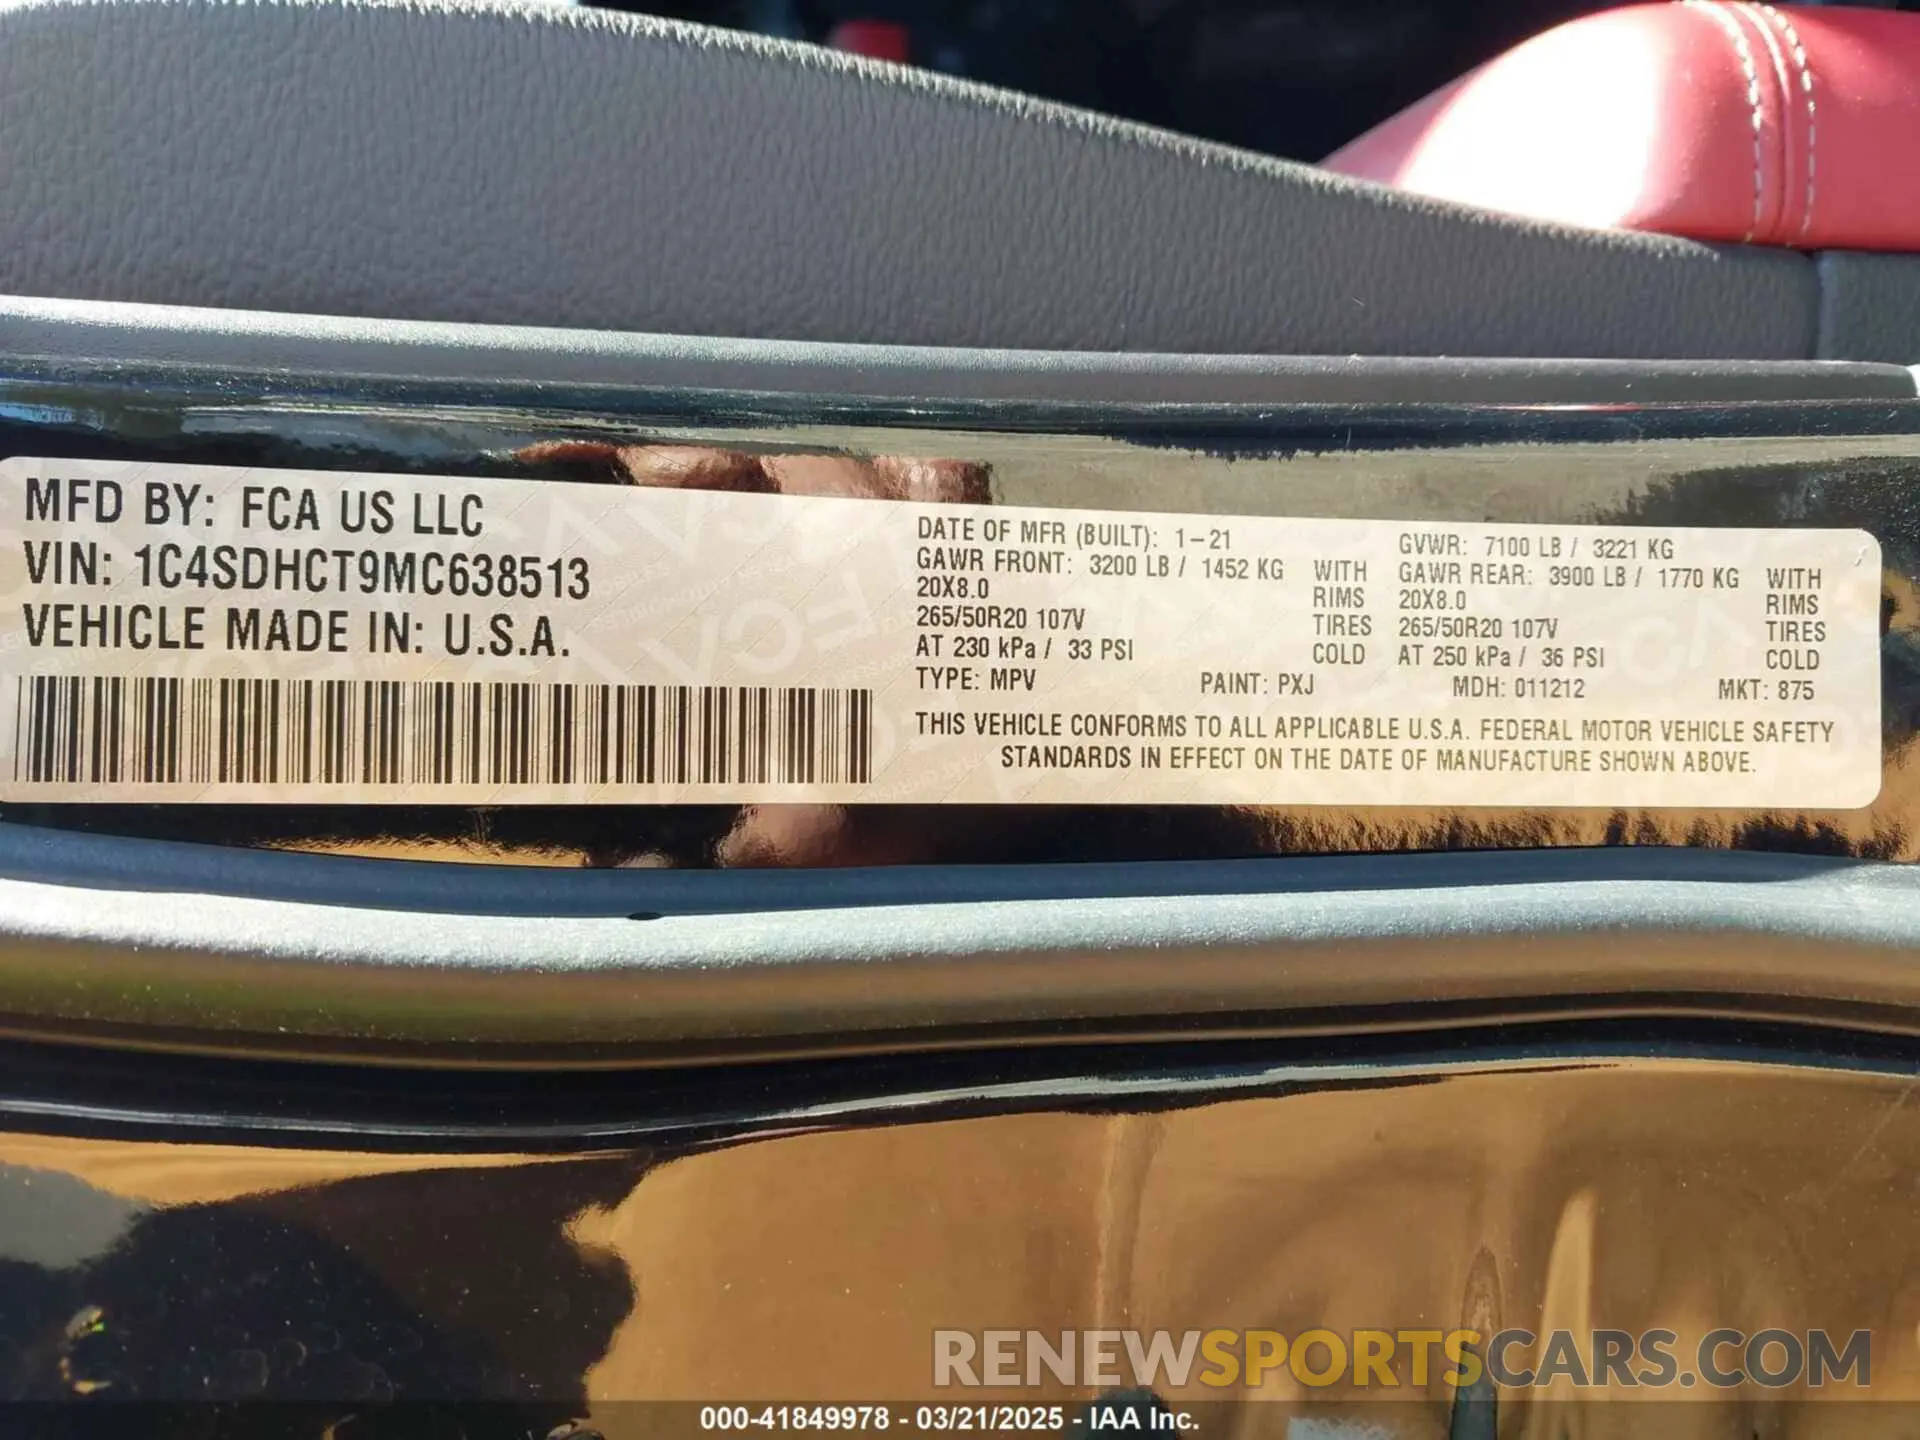 MFD BY: FCA US LLC
VIN: 1C4SDHCT9MC638513
VEHICLE MADE IN: U.S.A.
DATE OF MFR (BUILT): 1-21
GVWR: 7100 LB / 3221 KG
GAWR FRONT: 3200 LB / 1452 KG WITH
20X8.0 RIMS
265/50R20 107V TIRES
AT 230 kPa / 33 PSI COLD
GAWR REAR: 3900 LB / 1770 KG WITH
20X8.0 RIMS
265/50R20 107V TIRES
AT 250 kPa / 36 PSI COLD
TYPE: MPV PAINT: PXJ MDH: 011212 MKT: 875
THIS VEHICLE CONFORMS TO ALL APPLICABLE U.S.A. FEDERAL MOTOR VEHICLE SAFETY
STANDARDS IN EFFECT ON THE DATE OF MANUFACTURE SHOWN ABOVE.
RENEWSPORTSCARS.COM
000-41849978 - 03/21/2025 - IAA Inc.